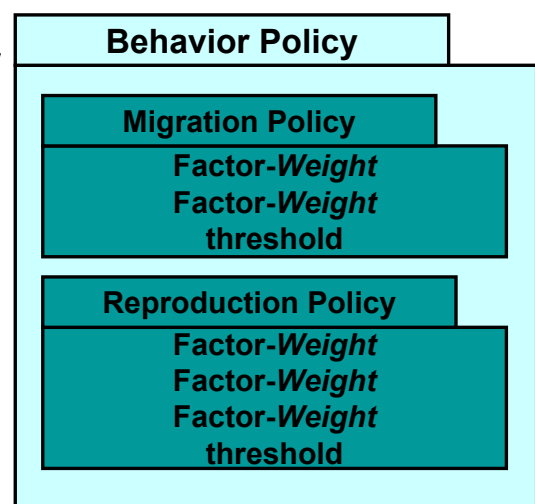 Behavior Policy
Migration Policy
Factor-Weight
Factor-Weight
threshold
Reproduction Policy
Factor-Weight
Factor-Weight
Factor-Weight
threshold